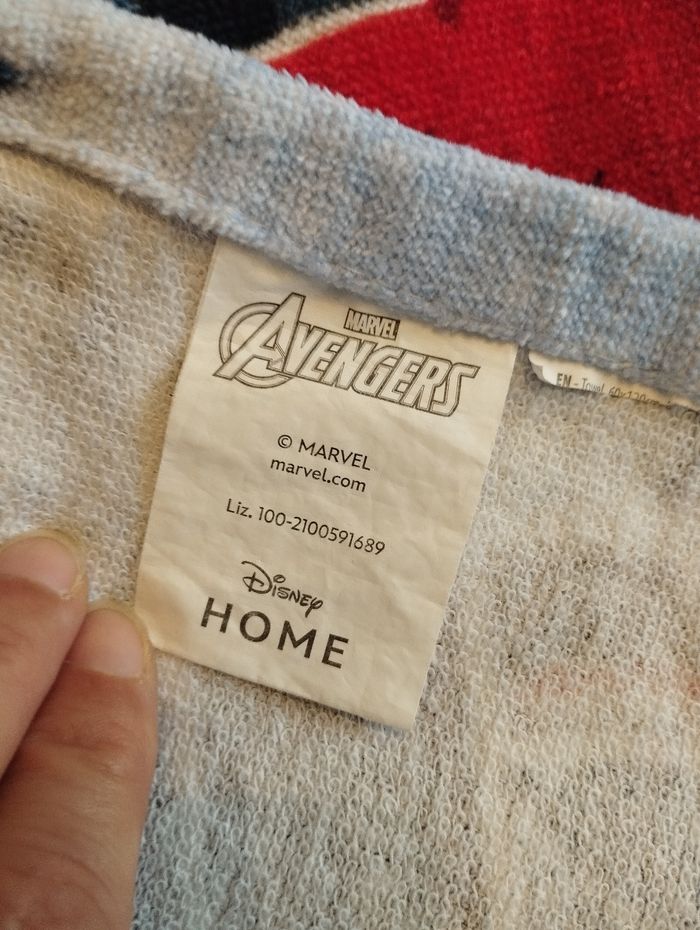 MARVEL
AVENGERS
© MARVEL
marvel.com
Liz. 100-2100591689
Disney
HOME
EN - Towel